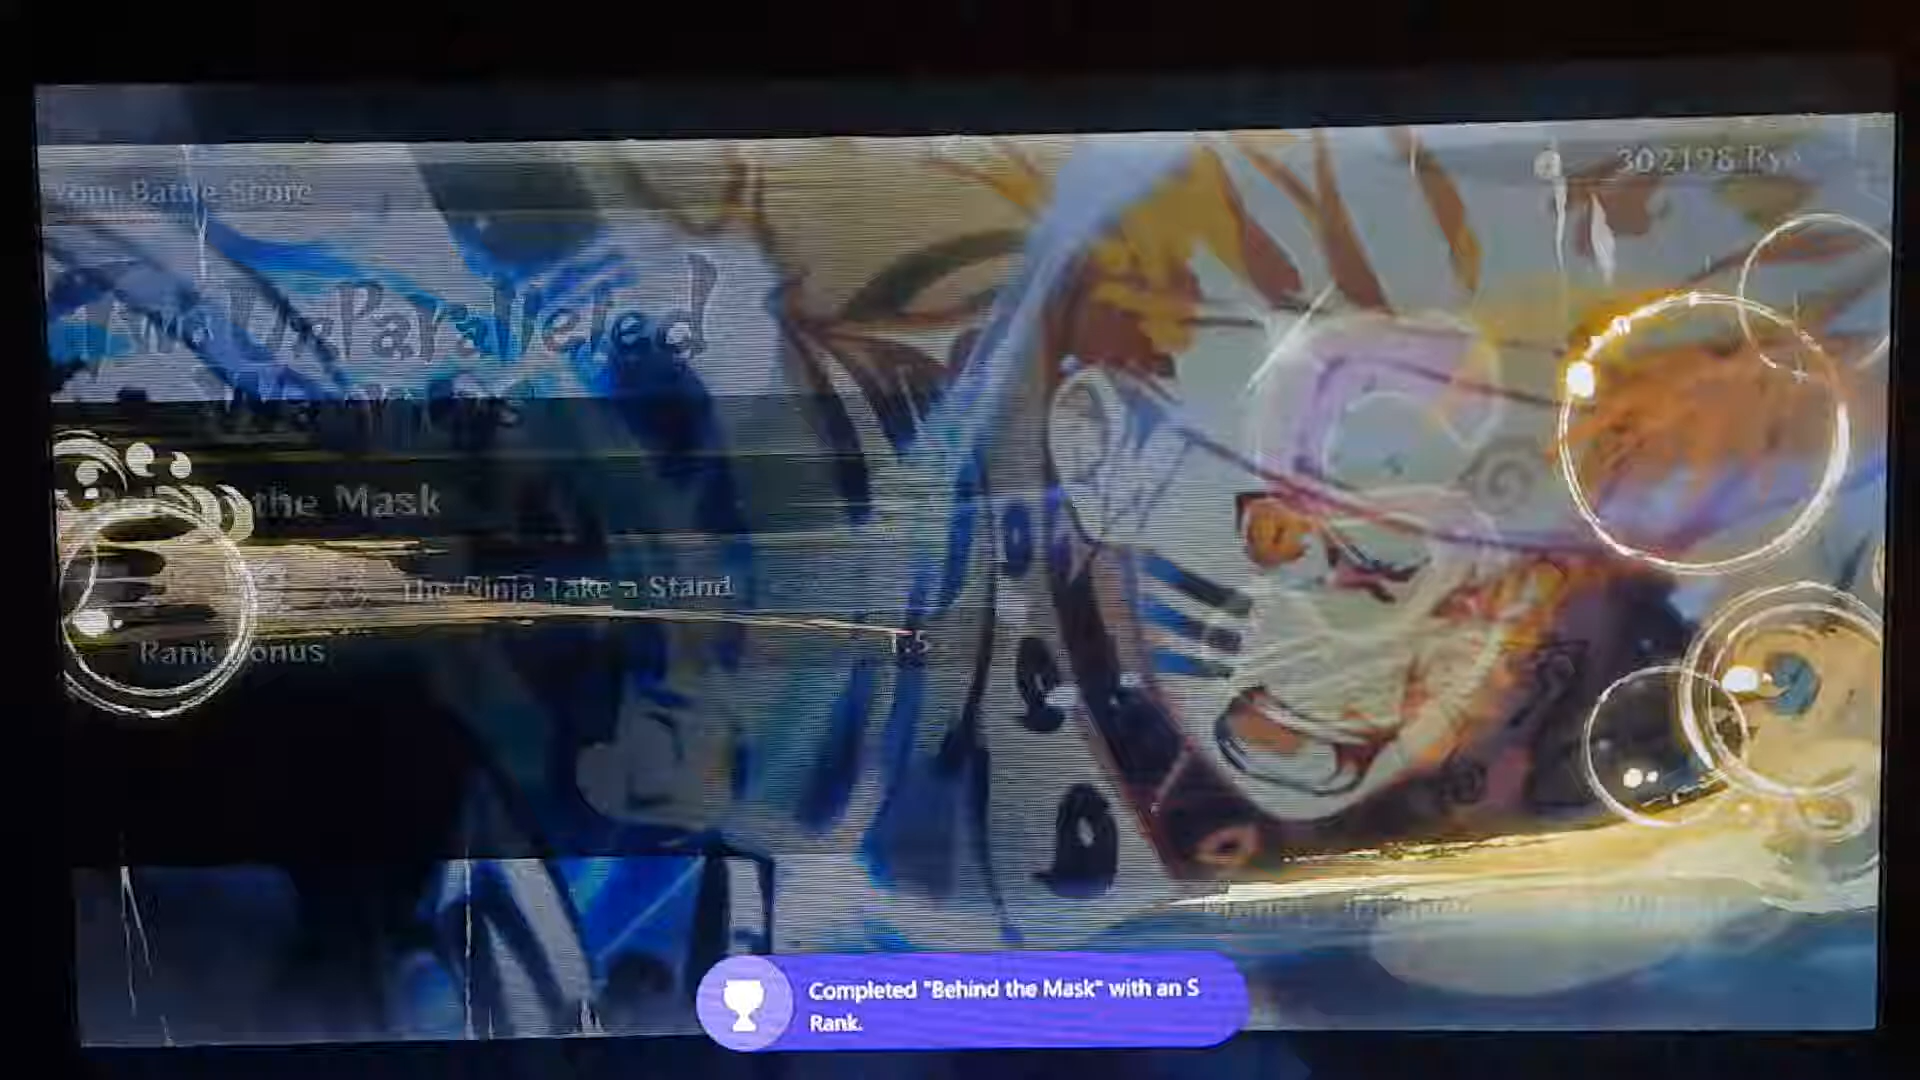 Your Battle Score
302198 Ryo
UnParalleled
the Mask
The Ninja Take a Stand
Rank Bonus
1.5
Completed "Behind the Mask" with an S
Rank.